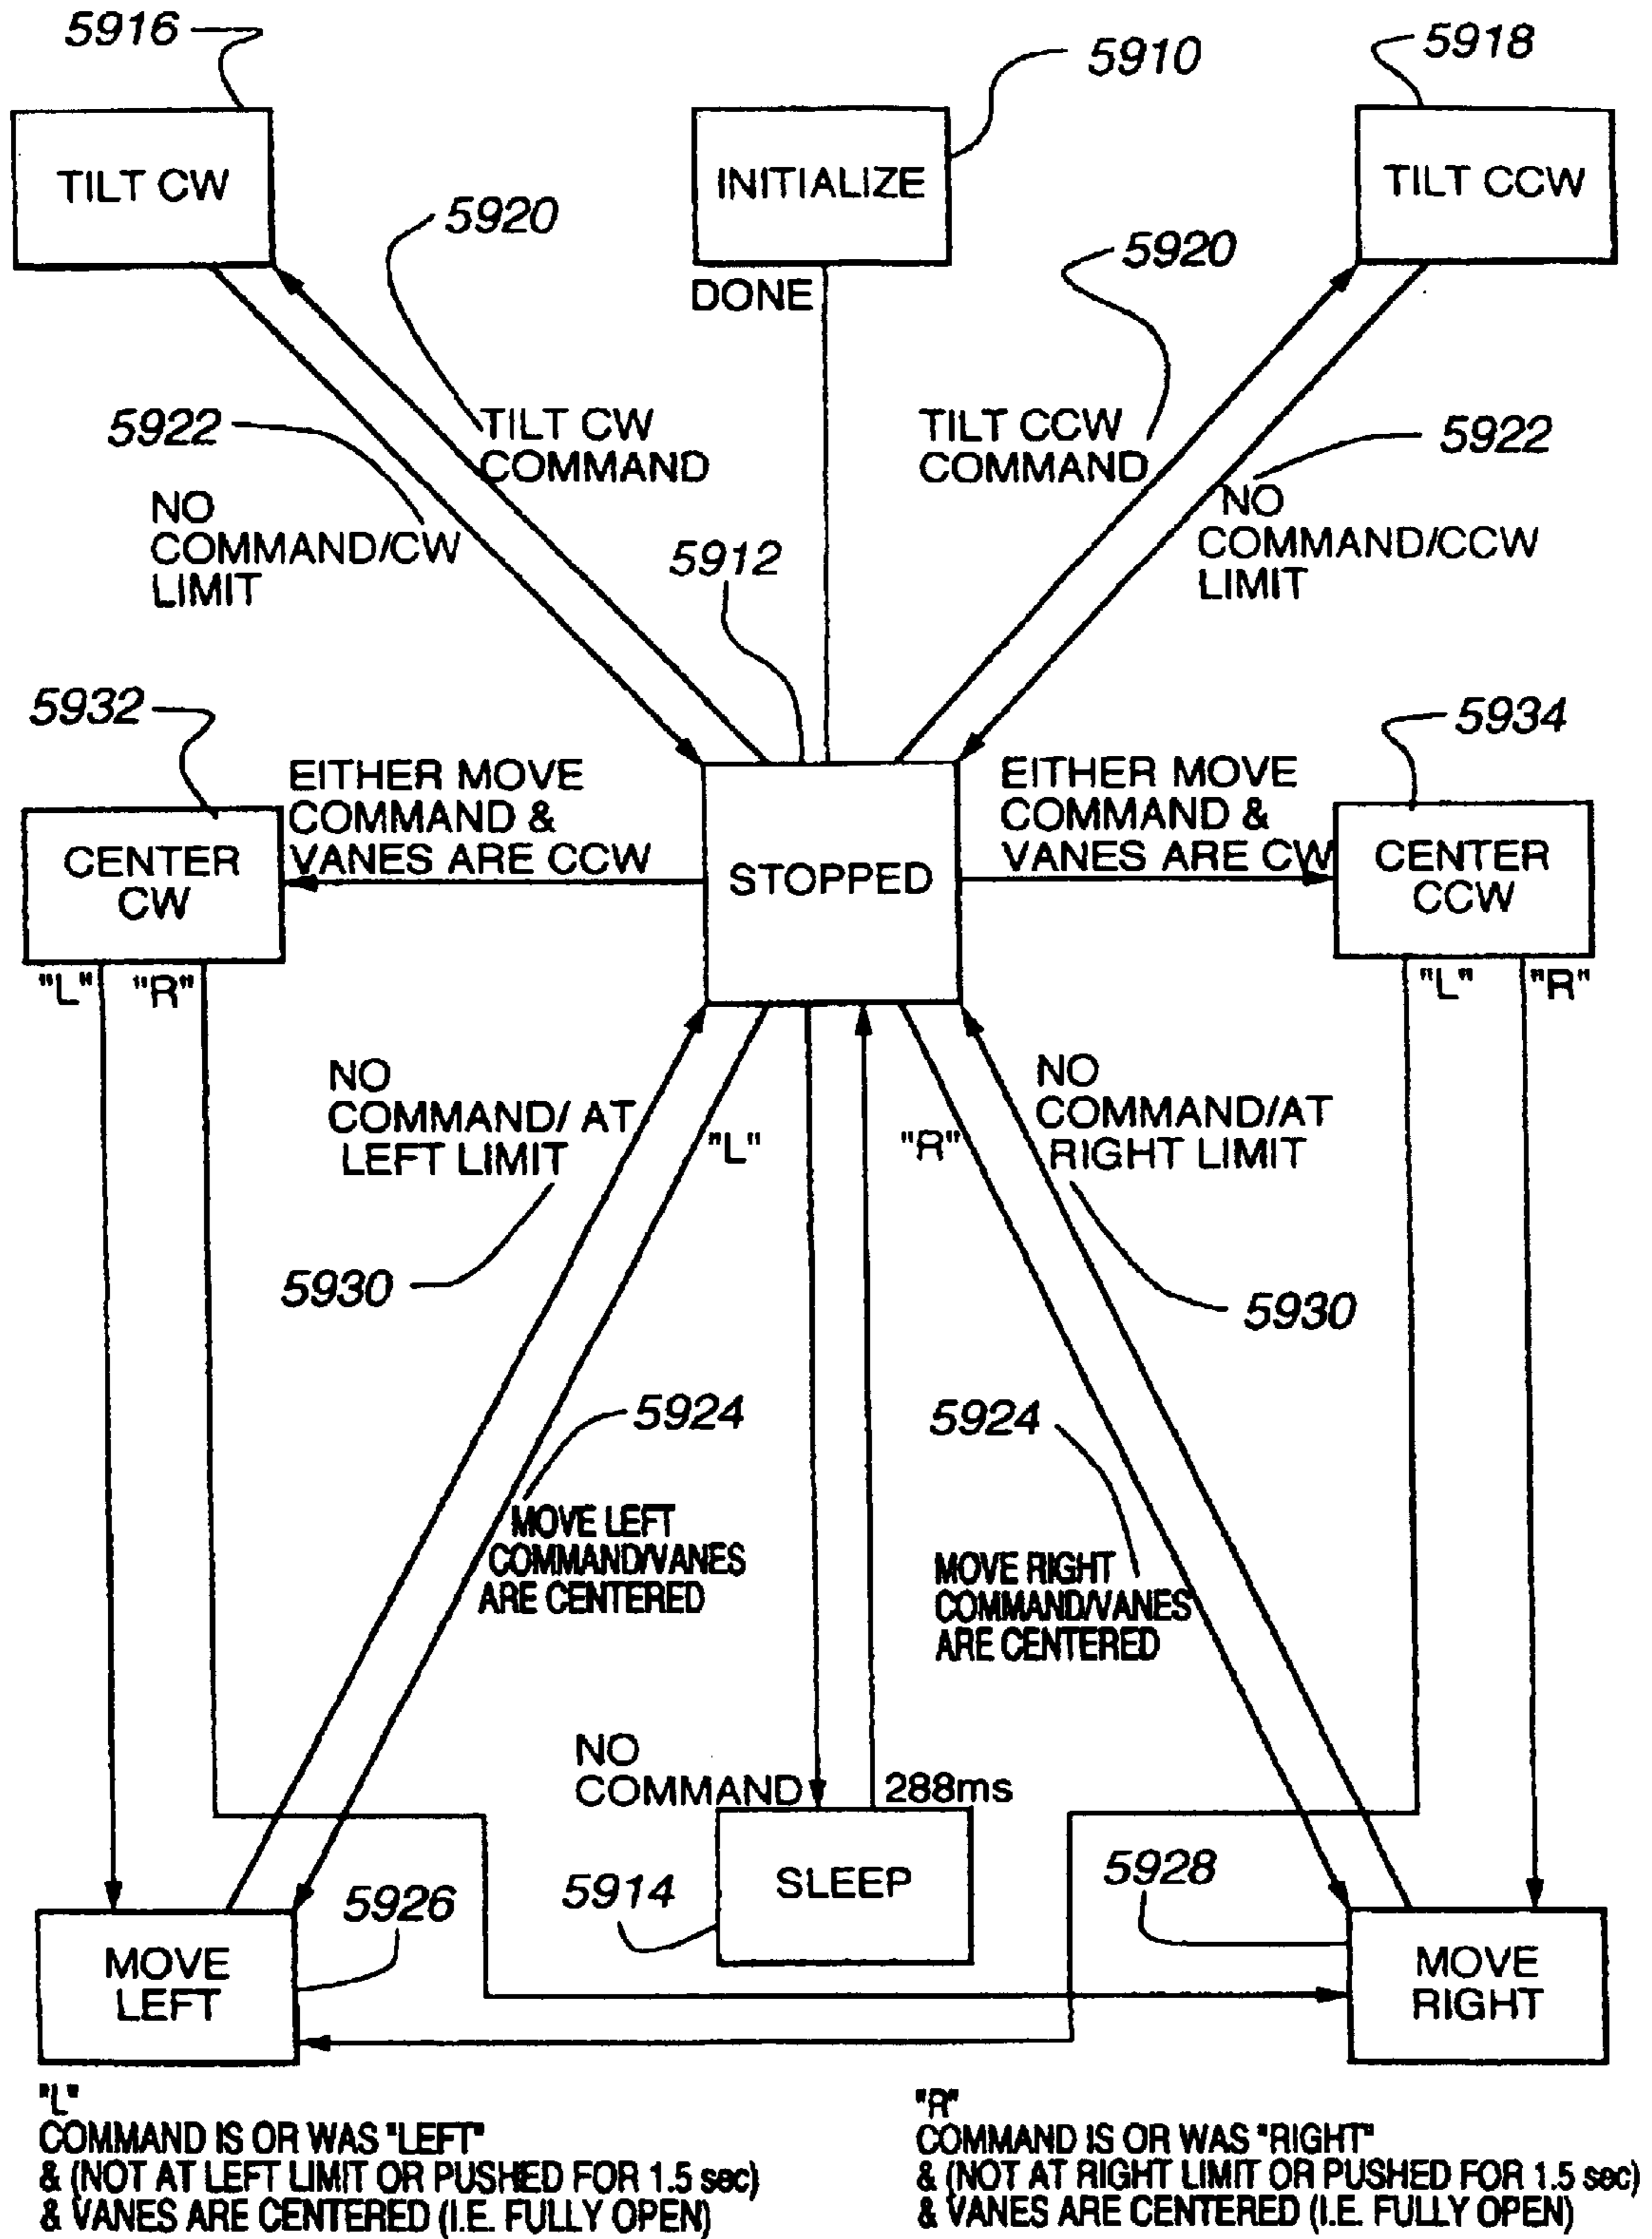 5916
5910
5918
TILT CW
INITIALIZE
TILT CCW
5920
5920
DONE
5922
TILT CW
COMMAND
TILT CCW
COMMAND
5922
NO
COMMAND/CW
LIMIT
NO
COMMAND/CCW
LIMIT
5912
5932
5934
EITHER MOVE
COMMAND &
VANES ARE CCW
EITHER MOVE
COMMAND &
VANES ARE CW
CENTER
CW
STOPPED
CENTER
CCW
"L"
"R"
"L"
"R"
NO
COMMAND/ AT
LEFT LIMIT
"L"
"R"
NO
COMMAND/AT
RIGHT LIMIT
5930
5930
5924
5924
MOVE LEFT
COMMAND/VANES
ARE CENTERED
MOVE RIGHT
COMMAND/VANES
ARE CENTERED
NO
COMMAND
288ms
SLEEP
5914
5926
5928
MOVE
LEFT
MOVE
RIGHT
"L"
COMMAND IS OR WAS "LEFT"
& (NOT AT LEFT LIMIT OR PUSHED FOR 1.5 sec)
& VANES ARE CENTERED (I.E. FULLY OPEN)
"R"
COMMAND IS OR WAS "RIGHT"
& (NOT AT RIGHT LIMIT OR PUSHED FOR 1.5 sec)
& VANES ARE CENTERED (I.E. FULLY OPEN)